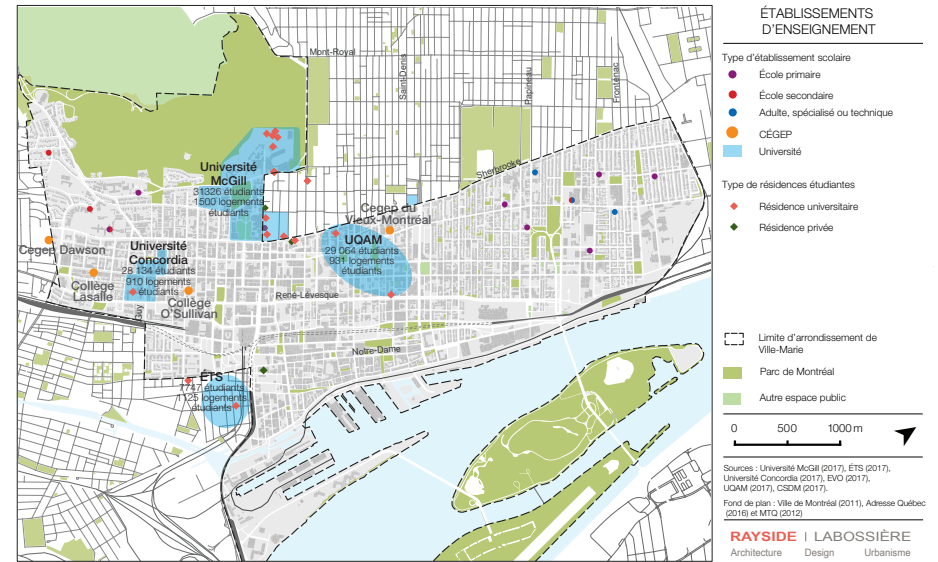 Mont-Royal
Saint-Denis
Papineau
Frontenac
Sherbrooke
Université
McGill
31326 étudiants
1500 logements
étudiants
Cegep du
Vieux-Montréal
UQAM
29 064 étudiants
931 logements
étudiants
Cegep Dawson
Université
Concordia
28 134 étudiants
910 logements
étudiants
Collège
Lasalle
Collège
O'Sullivan
Guy
René-Lévesque
Notre-Dame
ÉTS
7747 étudiants
1125 logements
étudiants
ÉTABLISSEMENTS
D'ENSEIGNEMENT
Type d'établissement scolaire
École primaire
École secondaire
Adulte, spécialisé ou technique
CÉGEP
Université
Type de résidences étudiantes
Résidence universitaire
Résidence privée
Limite d'arrondissement de
Ville-Marie
Parc de Montréal
Autre espace public
0 500 1000 m
Sources : Université McGill (2017), ÉTS (2017),
Université Concordia (2017), EVO (2017),
UQAM (2017), CSDM (2017).
Fond de plan : Ville de Montréal (2011), Adresse Québec
(2016) et MTQ (2012)
RAYSIDE | LABOSSIÈRE
Architecture Design Urbanisme